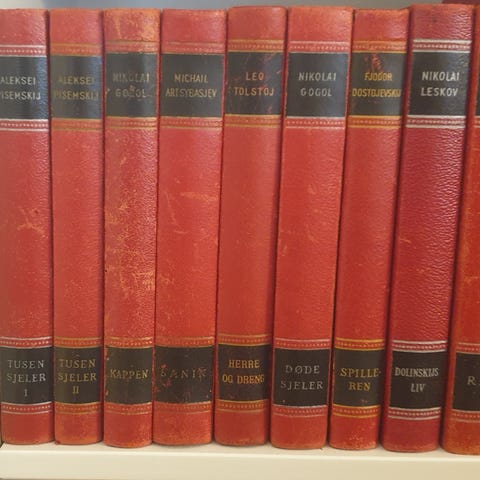 ALEKSEI
PISEMSKIJ
TUSEN
SJELER
I
ALEKSEI
PISEMSKIJ
TUSEN
SJELER
II
NIKOLAI
GOGOL
KAPPEN
MICHAIL
ARTSYBASJEV
SANIN
LEO
TOLSTOJ
HERRE
OG DRENG
NIKOLAI
GOGOL
DØDE
SJELER
FJODOR
DOSTOJEVSKIJ
SPILLE-
REN
NIKOLAI
LESKOV
DOLINSKIJS
LIV